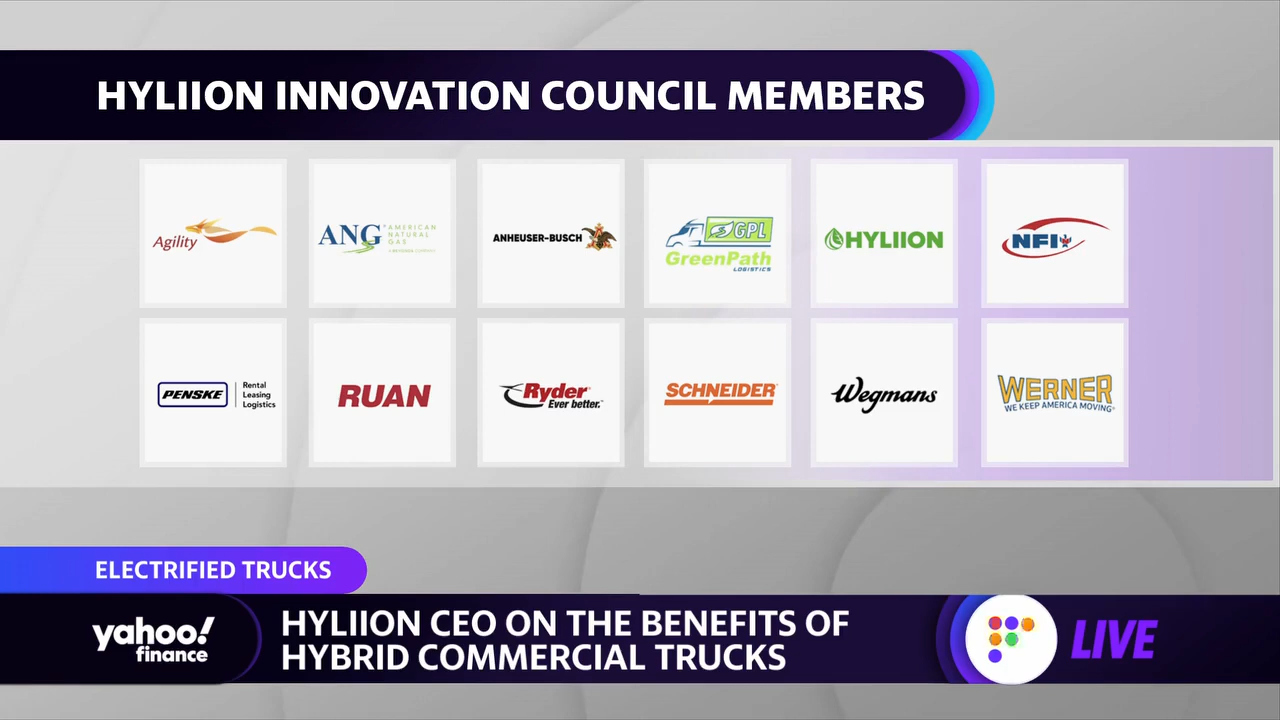 HYLIION INNOVATION COUNCIL MEMBERS
Agility
ANG AMERICAN
NATURAL
GAS
ANHEUSER-BUSCH
GPL
GreenPath
LOGISTICS
HYLIION
NFI
PENSKE
Rental
Leasing
Logistics
RUAN
Ryder
Ever better.™
SCHNEIDER
Wegmans
WERNER
WE KEEP AMERICA MOVING®
ELECTRIFIED TRUCKS
yahoo!
finance
HYLIION CEO ON THE BENEFITS OF
HYBRID COMMERCIAL TRUCKS
LIVE